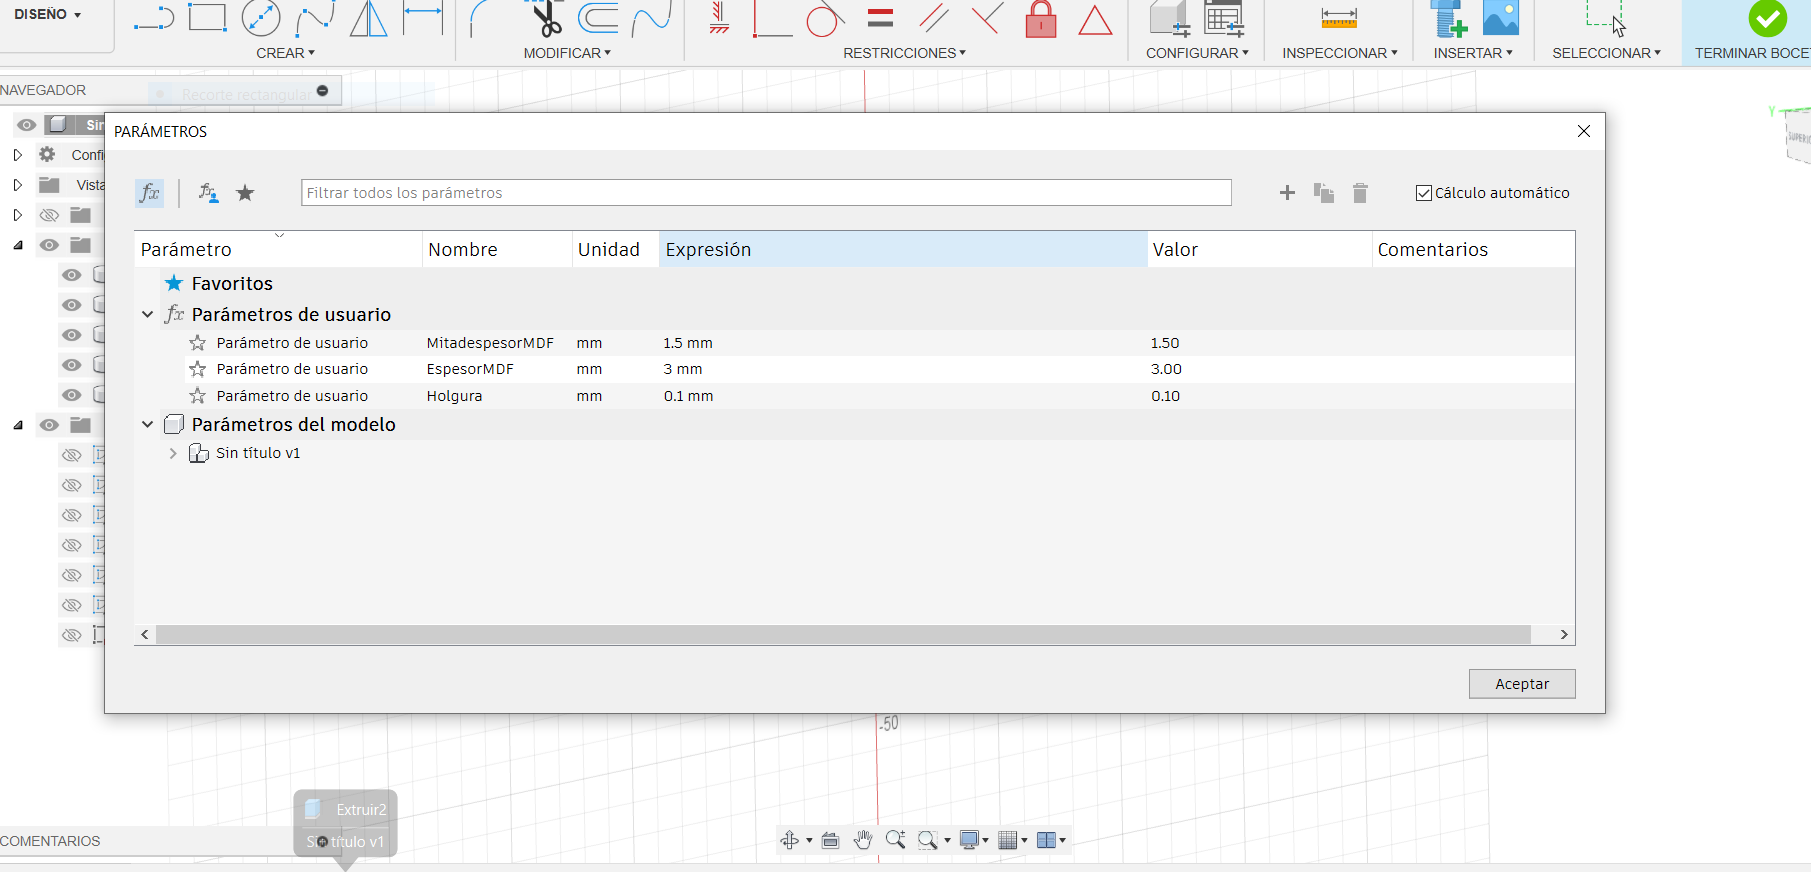 DISEÑO
CREAR
MODIFICAR
RESTRICCIONES
CONFIGURAR
INSPECCIONAR
INSERTAR
SELECCIONAR
TERMINAR BOCE
NAVEGADOR
Recorte rectangular
Sin
Confi
Vista
SUPERIO
Y
PARÁMETROS
fx
Filtrar todos los parámetros
Cálculo automático
Parámetro Nombre Unidad Expresión Valor Comentarios
Favoritos
fx Parámetros de usuario
Parámetro de usuario MitadespesorMDF mm 1.5 mm 1.50
Parámetro de usuario EspesorMDF mm 3 mm 3.00
Parámetro de usuario Holgura mm 0.1 mm 0.10
Parámetros del modelo
Sin título v1
Aceptar
-50
Extruir2
Sin título v1
COMENTARIOS